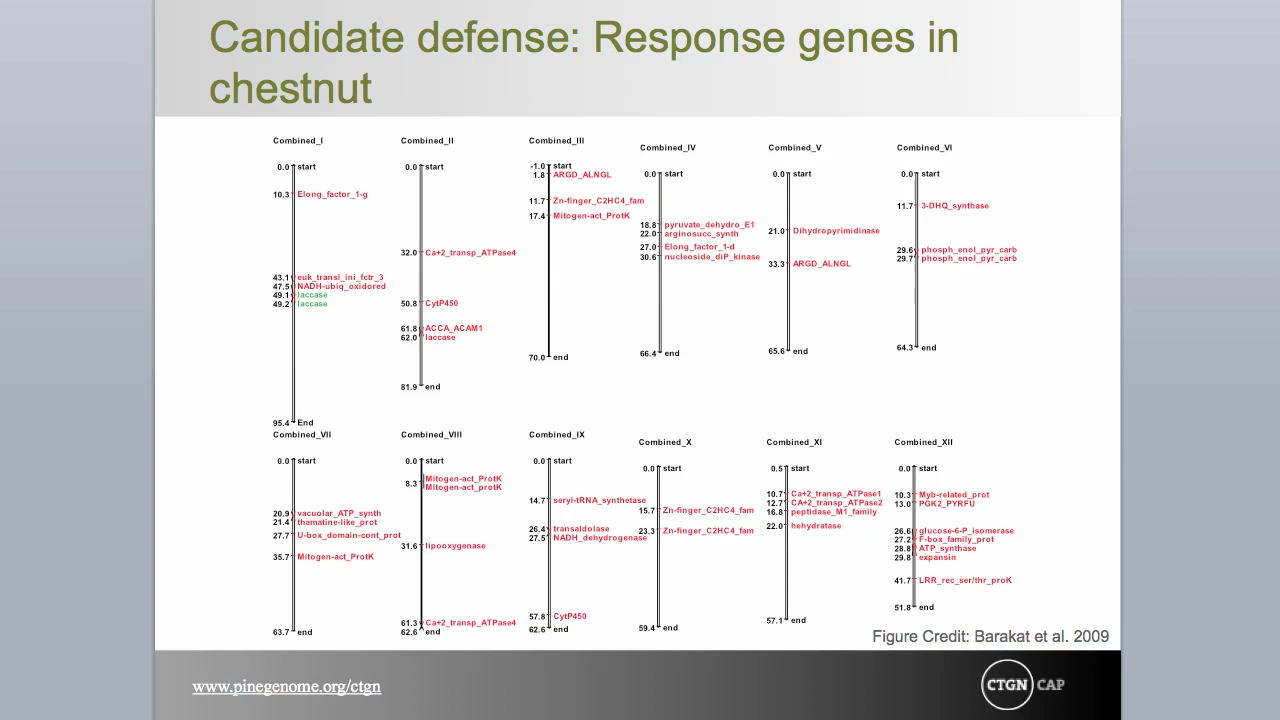 Candidate defense: Response genes in
chestnut
Combined_I
0.0 start
10.3 Elong_factor_1-g
43.1 euk_transl_ini_fctr_3
47.5 NADH-ubiq_oxidored
49.1 laccase
49.2 laccase
95.4 End
Combined_II
0.0 start
32.0 Ca+2_transp_ATPase4
50.8 CytP450
61.8 ACCA_ACAM1
62.0 laccase
81.9 end
Combined_III
-1.0 start
1.8 ARGD_ALNGL
11.7 Zn-finger_C2HC4_fam
17.4 Mitogen-act_ProtK
70.0 end
Combined_IV
0.0 start
18.8 pyruvate_dehydro_E1
22.0 arginosucc_synth
27.0 Elong_factor_1-d
30.6 nucleoside_diP_kinase
66.4 end
Combined_V
0.0 start
21.0 Dihydropyrimidinase
33.3 ARGD_ALNGL
65.6 end
Combined_VI
0.0 start
11.7 3-DHQ_synthase
29.6 phosph_enol_pyr_carb
29.7 phosph_enol_pyr_carb
64.3 end
Combined_VII
0.0 start
20.9 vacuolar_ATP_synth
21.4 thamatine-like_prot
27.7 U-box_domain-cont_prot
35.7 Mitogen-act_ProtK
63.7 end
Combined_VIII
0.0 start
Mitogen-act_ProtK
8.3 Mitogen-act_protK
31.6 lipooxygenase
61.3 Ca+2_transp_ATPase4
62.6 end
Combined_IX
0.0 start
14.7 seryl-tRNA_synthetase
26.4 transaldolase
27.5 NADH_dehydrogenase
57.8 CytP450
62.6 end
Combined_X
0.0 start
15.7 Zn-finger_C2HC4_fam
23.3 Zn-finger_C2HC4_fam
59.4 end
Combined_XI
0.5 start
10.7 Ca+2_transp_ATPase1
12.7 CA+2_transp_ATPase2
16.8 peptidase_M1_family
22.0 hehydratase
57.1 end
Combined_XII
0.0 start
10.3 Myb-related_prot
13.0 PGK2_PYRFU
26.6 glucose-6-P_isomerase
27.2 F-box_family_prot
28.8 ATP_synthase
29.8 expansin
41.7 LRR_rec_ser/thr_proK
51.8 end
Figure Credit: Barakat et al. 2009
www.pinegenome.org/ctgn
CTGN CAP